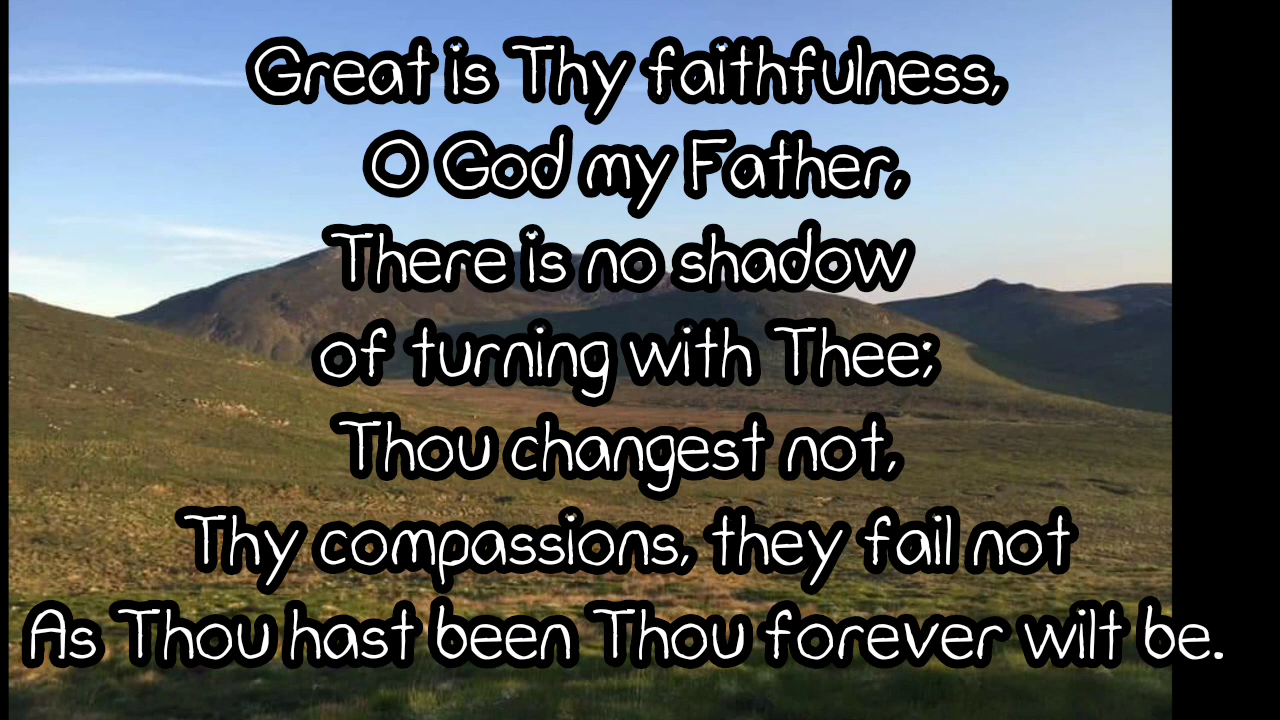 Great is Thy faithfulness,
O God my Father,
There is no shadow
of turning with Thee;
Thou changest not,
Thy compassions, they fail not
As Thou hast been Thou forever wilt be.